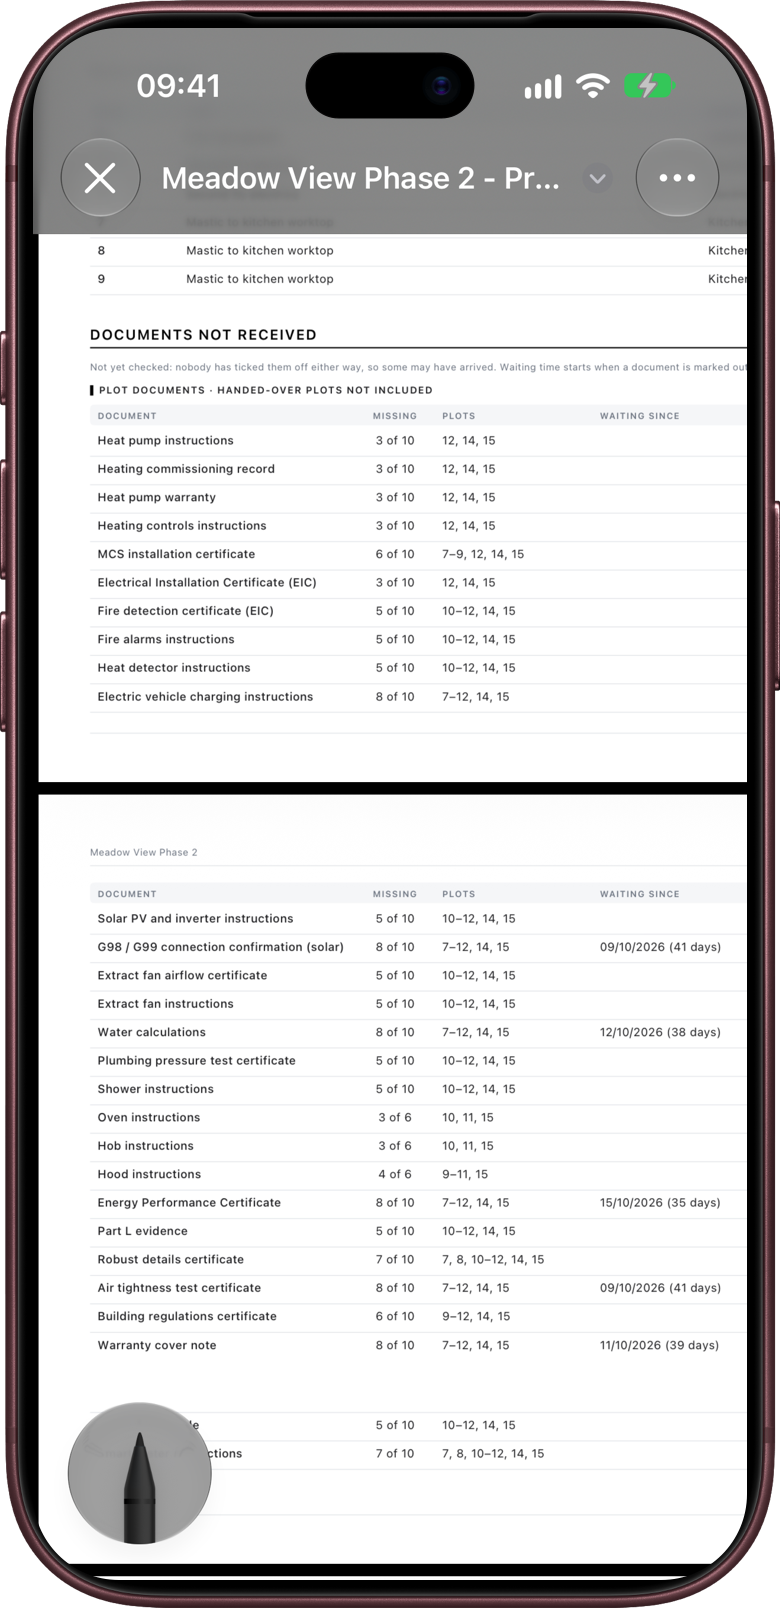 09:41
Meadow View Phase 2 - Pr...
8 Mastic to kitchen worktop
9 Mastic to kitchen worktop
DOCUMENTS NOT RECEIVED
Not yet checked: nobody has ticked them off either way, so some may have arrived. Waiting time starts when a document is marked
PLOT DOCUMENTS · HANDED-OVER PLOTS NOT INCLUDED
DOCUMENT MISSING PLOTS WAITING SINCE
Heat pump instructions 3 of 10 12, 14, 15
Heating commissioning record 3 of 10 12, 14, 15
Heat pump warranty 3 of 10 12, 14, 15
Heating controls instructions 3 of 10 12, 14, 15
MCS installation certificate 6 of 10 7–9, 12, 14, 15
Electrical Installation Certificate (EIC) 3 of 10 12, 14, 15
Fire detection certificate (EIC) 5 of 10 10–12, 14, 15
Fire alarms instructions 5 of 10 10–12, 14, 15
Heat detector instructions 5 of 10 10–12, 14, 15
Electric vehicle charging instructions 8 of 10 7–12, 14, 15
Meadow View Phase 2
DOCUMENT MISSING PLOTS WAITING SINCE
Solar PV and inverter instructions 5 of 10 10–12, 14, 15
G98 / G99 connection confirmation (solar) 8 of 10 7–12, 14, 15 09/10/2026 (41 days)
Extract fan airflow certificate 5 of 10 10–12, 14, 15
Extract fan instructions 5 of 10 10–12, 14, 15
Water calculations 8 of 10 7–12, 14, 15 12/10/2026 (38 days)
Plumbing pressure test certificate 5 of 10 10–12, 14, 15
Shower instructions 5 of 10 10–12, 14, 15
Oven instructions 3 of 6 10, 11, 15
Hob instructions 3 of 6 10, 11, 15
Hood instructions 4 of 6 9–11, 15
Energy Performance Certificate 8 of 10 7–12, 14, 15 15/10/2026 (35 days)
Part L evidence 5 of 10 10–12, 14, 15
Robust details certificate 7 of 10 7, 8, 10–12, 14, 15
Air tightness test certificate 8 of 10 7–12, 14, 15 09/10/2026 (41 days)
Building regulations certificate 6 of 10 9–12, 14, 15
Warranty cover note 8 of 10 7–12, 14, 15 11/10/2026 (39 days)
5 of 10 10–12, 14, 15
7 of 10 7, 8, 10–12, 14, 15